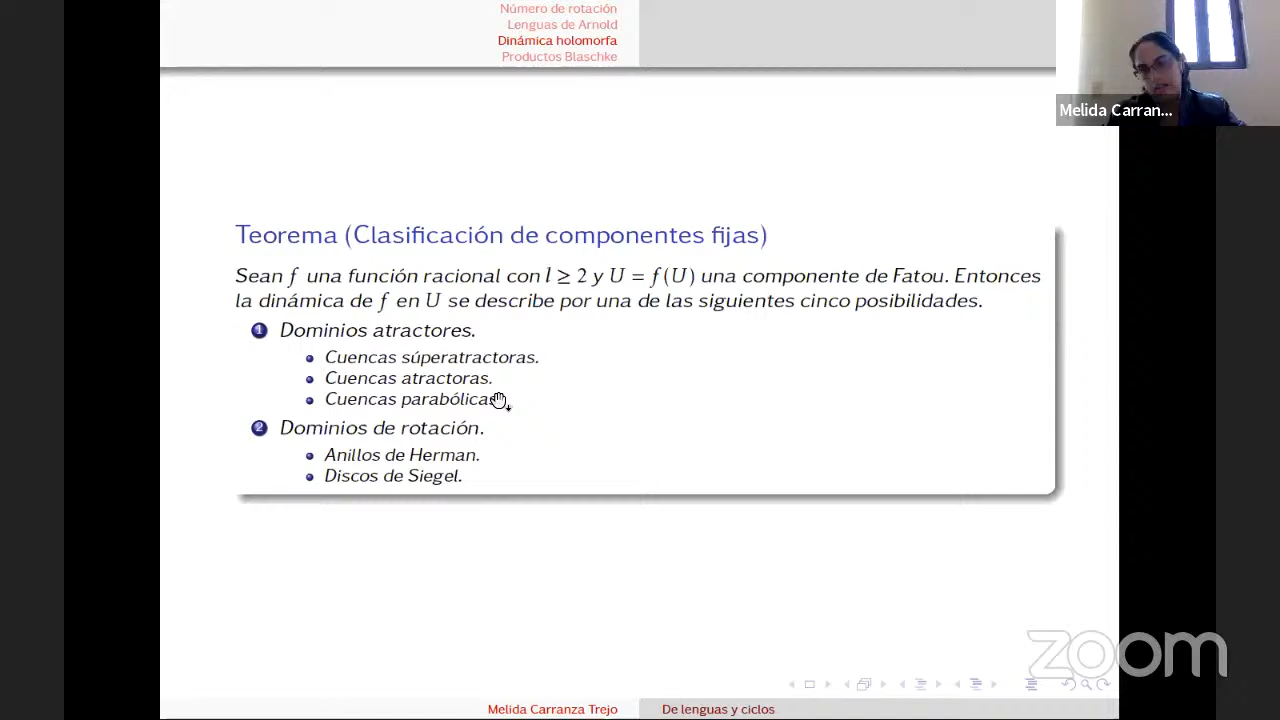 Número de rotación
Lenguas de Arnold
Dinámica holomorfa
Productos Blaschke
Melida Carran...
Teorema (Clasificación de componentes fijas)
Sean f una función racional con l ≥ 2 y U = f(U) una componente de Fatou. Entonces
la dinámica de f en U se describe por una de las siguientes cinco posibilidades.
1 Dominios atractores.
Cuencas súperatractoras.
Cuencas atractoras.
Cuencas parabólicas
2 Dominios de rotación.
Anillos de Herman.
Discos de Siegel.
zoom
Melida Carranza Trejo
De lenguas y ciclos